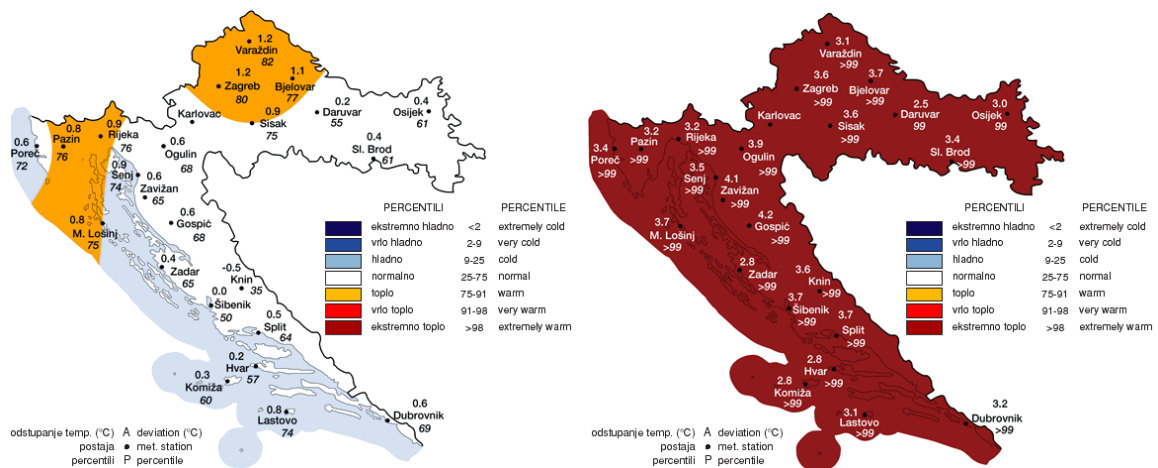 1.2
Varaždin
82
1.2
Zagreb
80
1.1
Bjelovar
77
Karlovac
0.9
Sisak
75
0.2
Daruvar
55
0.4
Osijek
61
0.4
Sl. Brod
61
0.6
Poreč
72
0.8
Pazin
76
0.9
Rijeka
76
0.6
Ogulin
68
0.9
Senj
74
0.6
Zavižan
65
0.8
M. Lošinj
75
0.6
Gospić
68
0.4
Zadar
65
-0.5
Knin
35
0.0
Šibenik
50
0.5
Split
64
0.2
Hvar
57
0.3
Komiža
60
0.8
Lastovo
74
0.6
Dubrovnik
69
PERCENTILI PERCENTILE
ekstremno hladno <2 extremely cold
vrlo hladno 2-9 very cold
hladno 9-25 cold
normalno 25-75 normal
toplo 75-91 warm
vrlo toplo 91-98 very warm
ekstremno toplo >98 extremely warm
odstupanje temp. (°C) A deviation (°C)
postaja ● met. station
percentili P percentile
3.1
Varaždin
>99
3.6
Zagreb
>99
3.7
Bjelovar
>99
Karlovac
3.6
Sisak
>99
2.5
Daruvar
99
3.0
Osijek
99
3.4
Sl. Brod
>99
3.4
Poreč
>99
3.2
Pazin
>99
3.2
Rijeka
>99
3.9
Ogulin
>99
3.5
Senj
>99
4.1
Zavižan
>99
3.7
M. Lošinj
>99
4.2
Gospić
>99
2.8
Zadar
>99
3.6
Knin
>99
3.7
Šibenik
>99
3.7
Split
>99
2.8
Hvar
>99
2.8
Komiža
>99
3.1
Lastovo
>99
3.2
Dubrovnik
>99
PERCENTILI PERCENTILE
ekstremno hladno <2 extremely cold
vrlo hladno 2-9 very cold
hladno 9-25 cold
normalno 25-75 normal
toplo 75-91 warm
vrlo toplo 91-98 very warm
ekstremno toplo >98 extremely warm
odstupanje temp. (°C) A deviation (°C)
postaja ● met. station
percentili P percentile